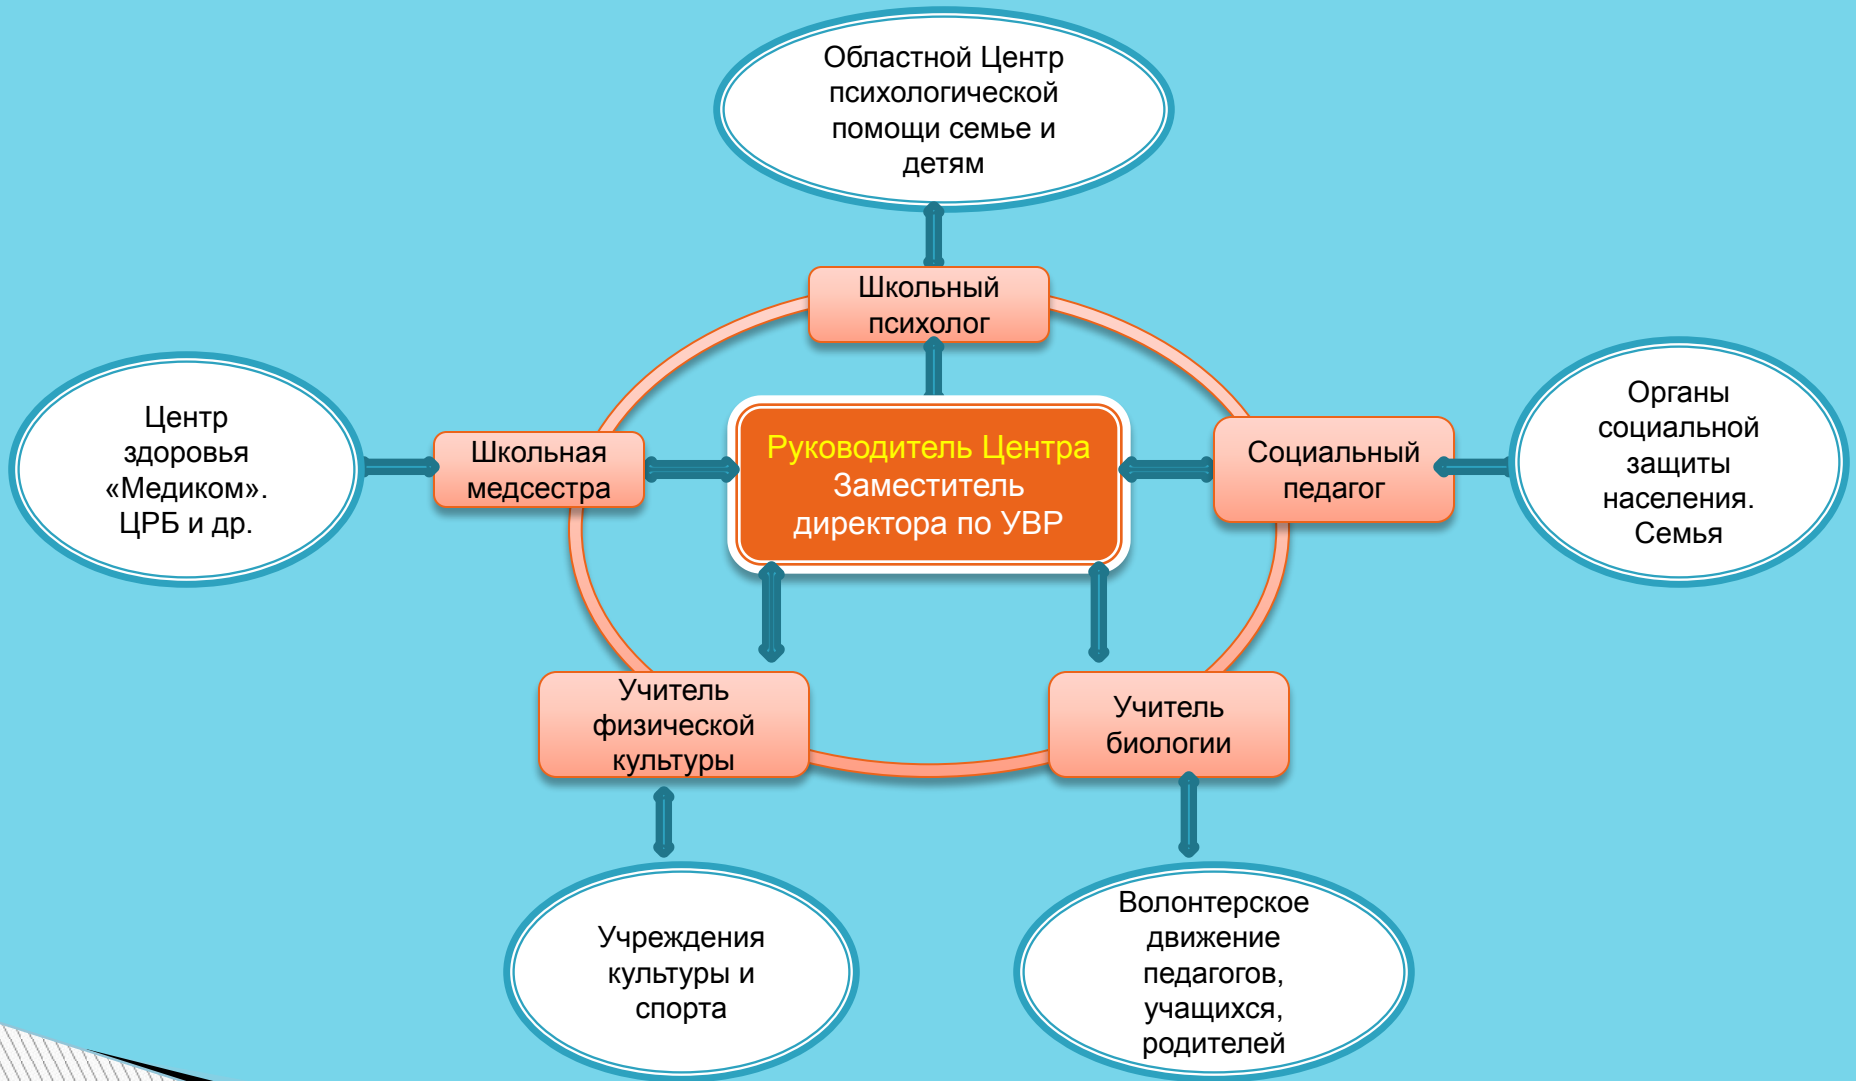 Областной Центр
психологической
помощи семье и
детям
Школьный
психолог
Центр
здоровья
«Медиком».
ЦРБ и др.
Школьная
медсестра
Руководитель Центра
Заместитель
директора по УВР
Социальный
педагог
Органы
социальной
защиты
населения.
Семья
Учитель
физической
культуры
Учитель
биологии
Учреждения
культуры и
спорта
Волонтерское
движение
педагогов,
учащихся,
родителей